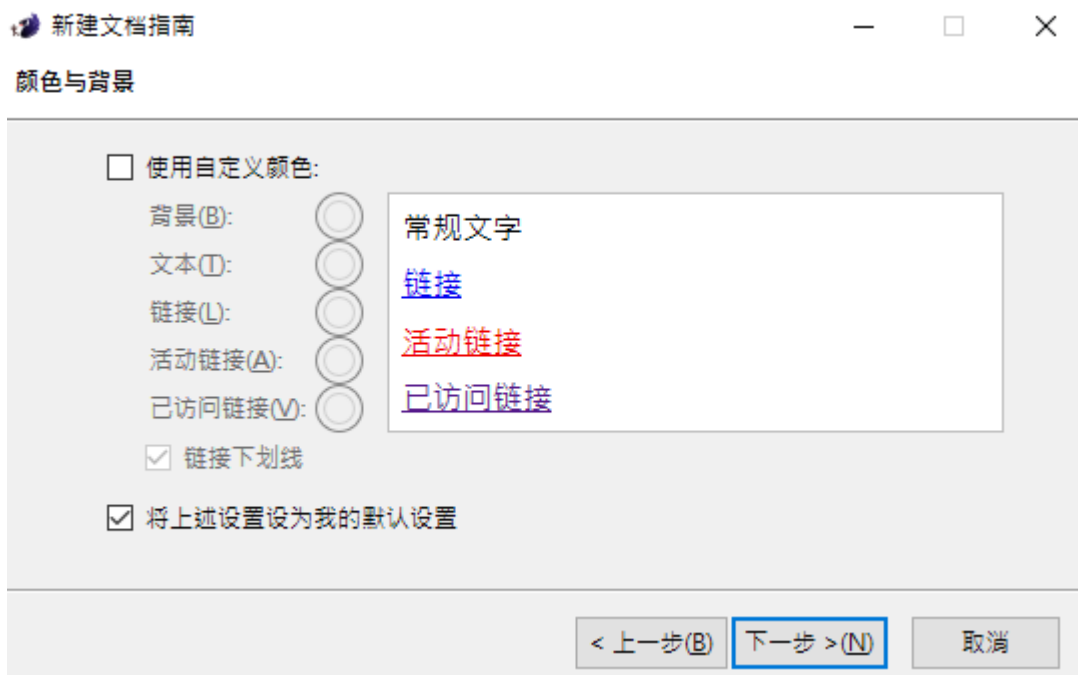 新建文档指南
颜色与背景
使用自定义颜色:
背景(B):
文本(T):
链接(L):
活动链接(A):
已访问链接(V):
常规文字
链接
活动链接
已访问链接
链接下划线
将上述设置设为我的默认设置
< 上一步(B) 下一步 >(N) 取消